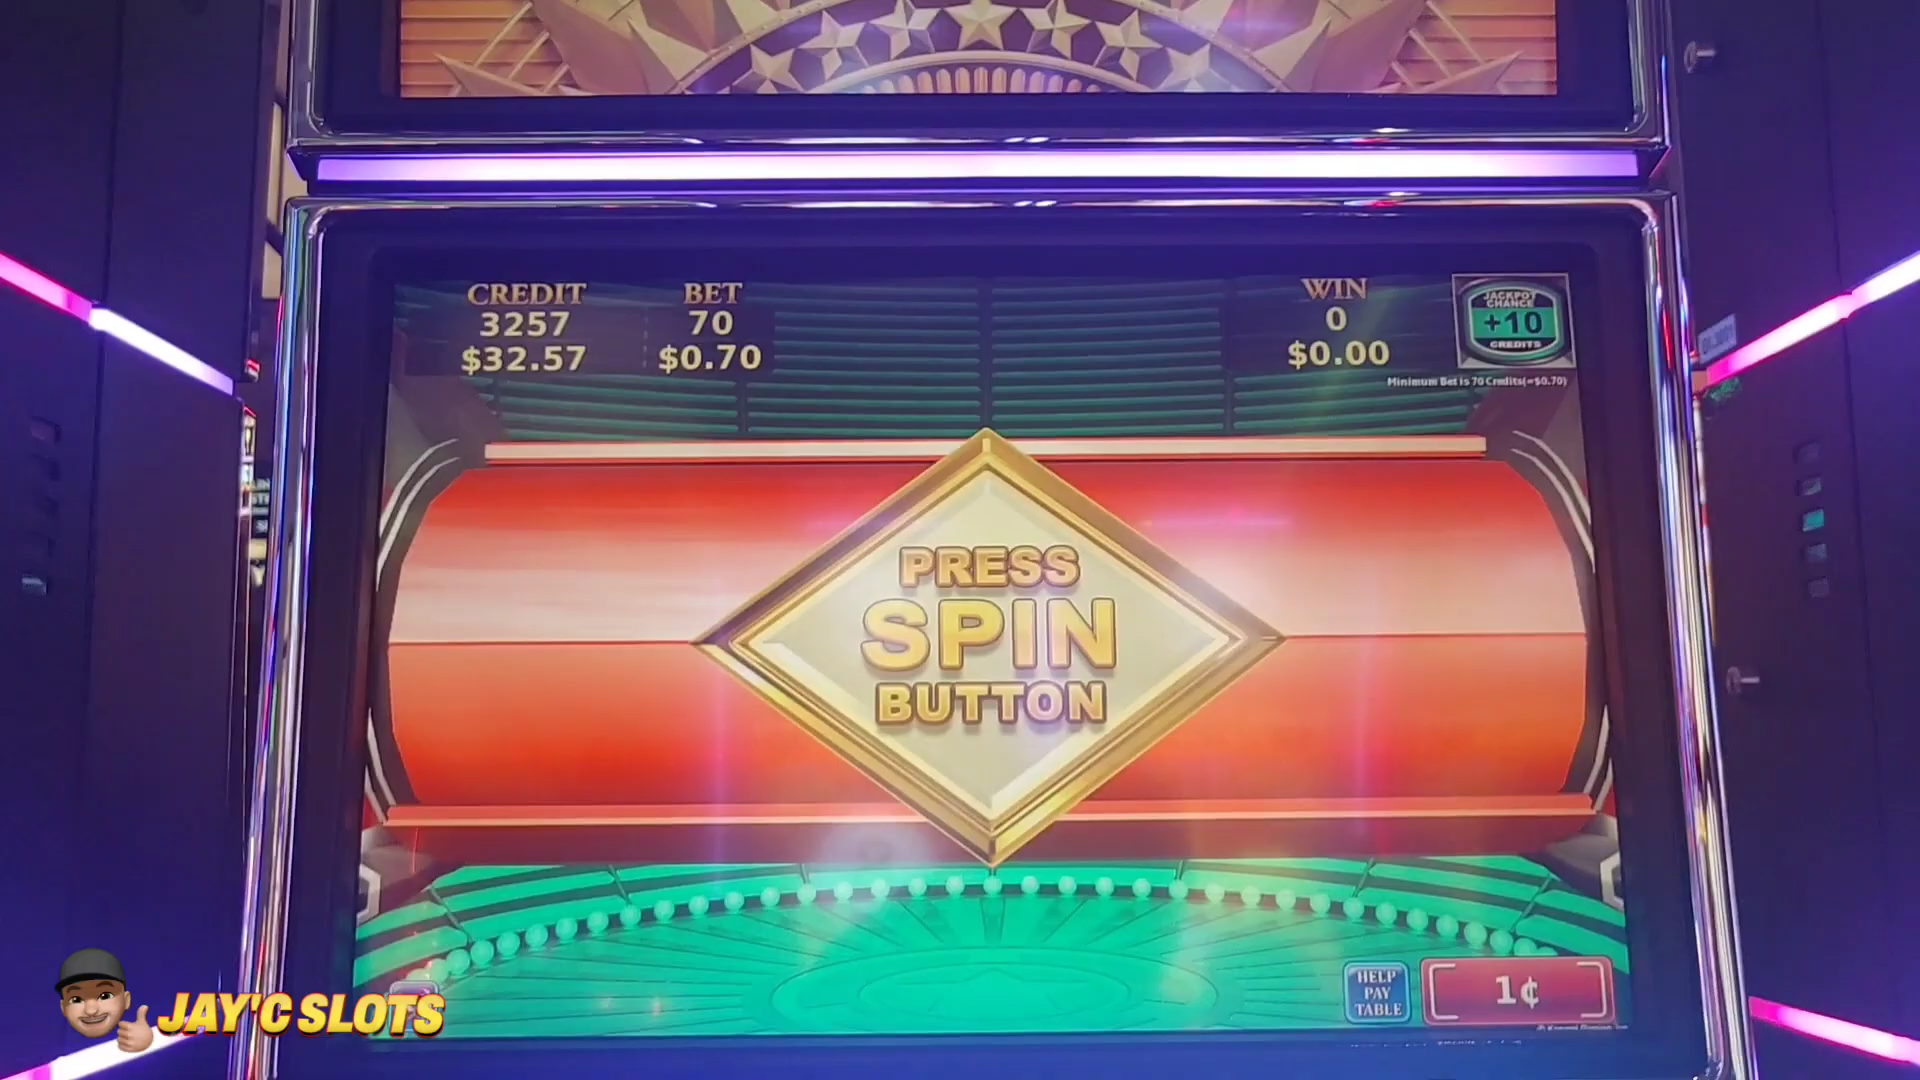 CREDIT
3257
$32.57
BET
70
$0.70
WIN
0
$0.00
JACKPOT
CHANCE
+10
CREDITS
Minimum Bet is 70 Credits(=$0.70)
PRESS
SPIN
BUTTON
HELP
PAY
TABLE
1¢
JAY'C SLOTS